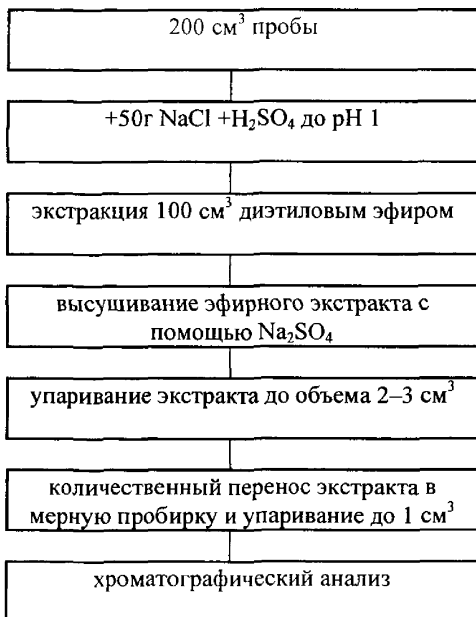 200 см³ пробы
+50г NaCl +H₂SO₄ до pH 1
экстракция 100 см³ диэтиловым эфиром
высушивание эфирного экстракта с
помощью Na₂SO₄
упаривание экстракта до объема 2–3 см³
количественный перенос экстракта в
мерную пробирку и упаривание до 1 см³
хроматографический анализ